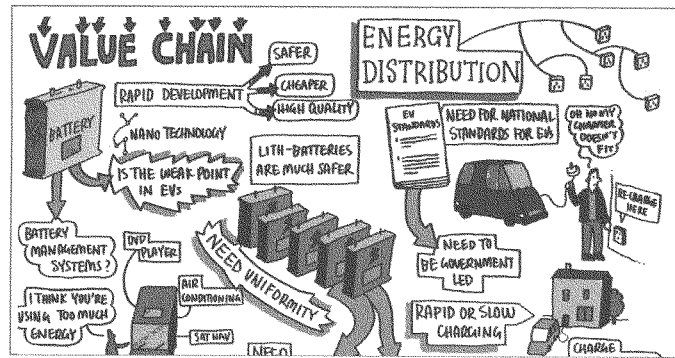 VALUE CHAIN
SAFER
RAPID DEVELOPMENT
CHEAPER
HIGH QUALITY
BATTERY
NANO TECHNOLOGY
IS THE WEAK POINT
IN EVs
LITH-BATTERIES
ARE MUCH SAFER
BATTERY
MANAGEMENT
SYSTEMS?
DVD
PLAYER
AIR
CONDITIONING
I THINK YOU'RE
USING TOO MUCH
ENERGY
SAT NAV
NEED UNIFORMITY
NEED
ENERGY
DISTRIBUTION
EV
STANDARDS
NEED FOR NATIONAL
STANDARDS FOR EVs
OH NO MY
CHARGER
DOESN'T
FIT
RE-CHARGE
HERE
NEED TO
BE GOVERNMENT
LED
RAPID OR SLOW
CHARGING
CHARGE